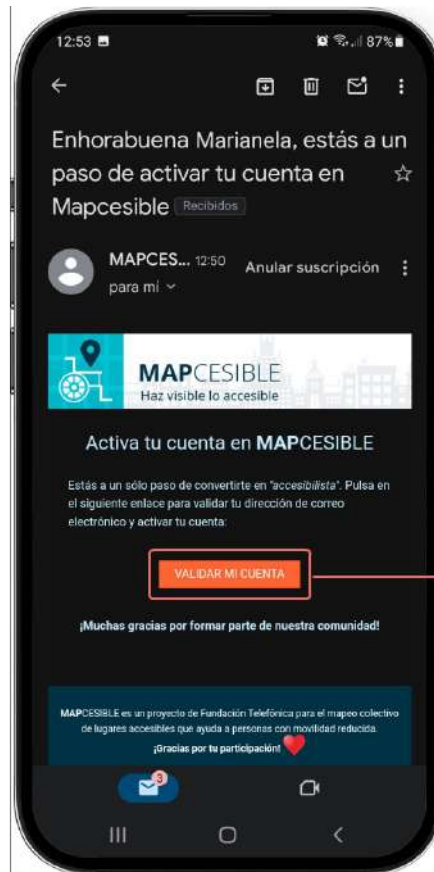 12:53
87%
Enhorabuena Marianela, estás a un
paso de activar tu cuenta en
Mapcesible Recibidos
MAPCES... 12:50 Anular suscripción
para mí
MAPCESIBLE
Haz visible lo accesible
Activa tu cuenta en MAPCESIBLE
Estás a un sólo paso de convertirte en "accesibilista". Pulsa en
el siguiente enlace para validar tu dirección de correo
electrónico y activar tu cuenta:
VALIDAR MI CUENTA
¡Muchas gracias por formar parte de nuestra comunidad!
MAPCESIBLE es un proyecto de Fundación Telefónica para el mapeo colectivo
de lugares accesibles que ayuda a personas con movilidad reducida.
¡Gracias por tu participación!
3